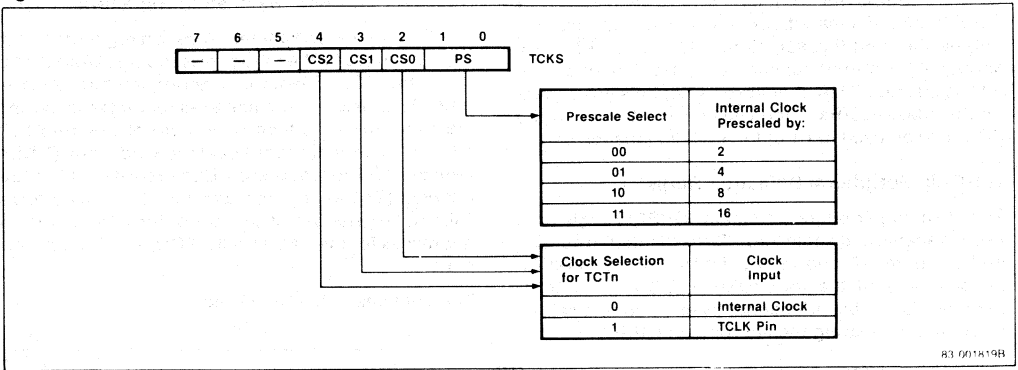 7 6 5 4 3 2 1 0
— — — CS2 CS1 CS0 PS TCKS
Prescale Select Internal Clock
Prescaled by:
00 2
01 4
10 8
11 16
Clock Selection Clock
for TCTn Input
0 Internal Clock
1 TCLK Pin
83 001819B